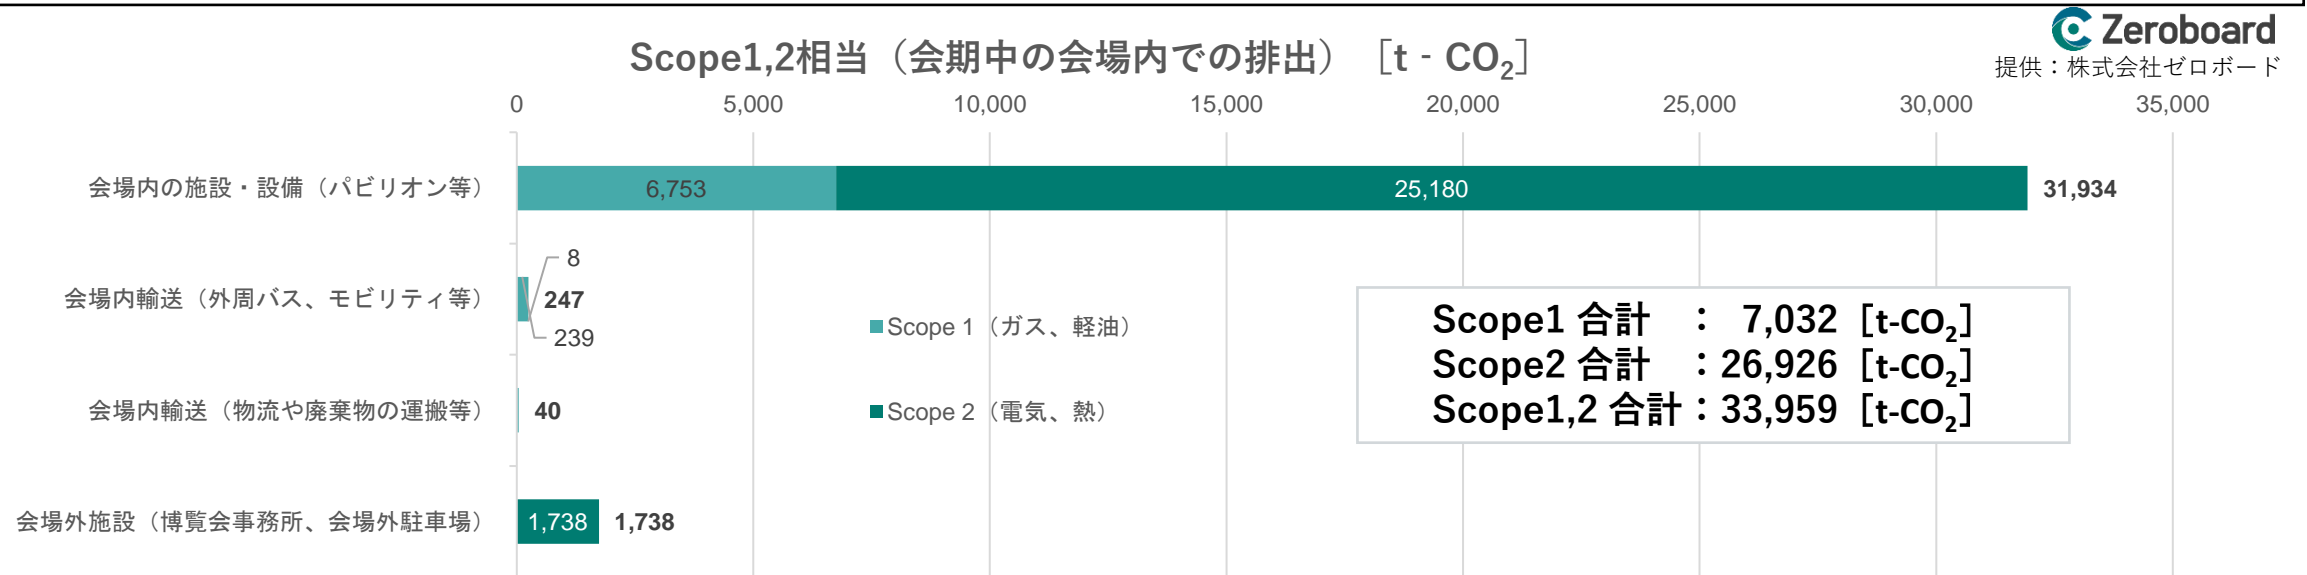 Zeroboard
提供：株式会社ゼロボード
Scope1,2相当（会期中の会場内での排出）［t‐CO₂］
0 5,000 10,000 15,000 20,000 25,000 30,000 35,000
会場内の施設・設備（パビリオン等） 6,753 25,180 31,934
8
会場内輸送（外周バス、モビリティ等） 247
239
会場内輸送（物流や廃棄物の運搬等） 40
会場外施設（博覧会事務所、会場外駐車場） 1,738 1,738
Scope 1（ガス、軽油）
Scope 2（電気、熱）
Scope1 合計 ： 7,032［t-CO₂］
Scope2 合計 ：26,926［t-CO₂］
Scope1,2 合計：33,959［t-CO₂］